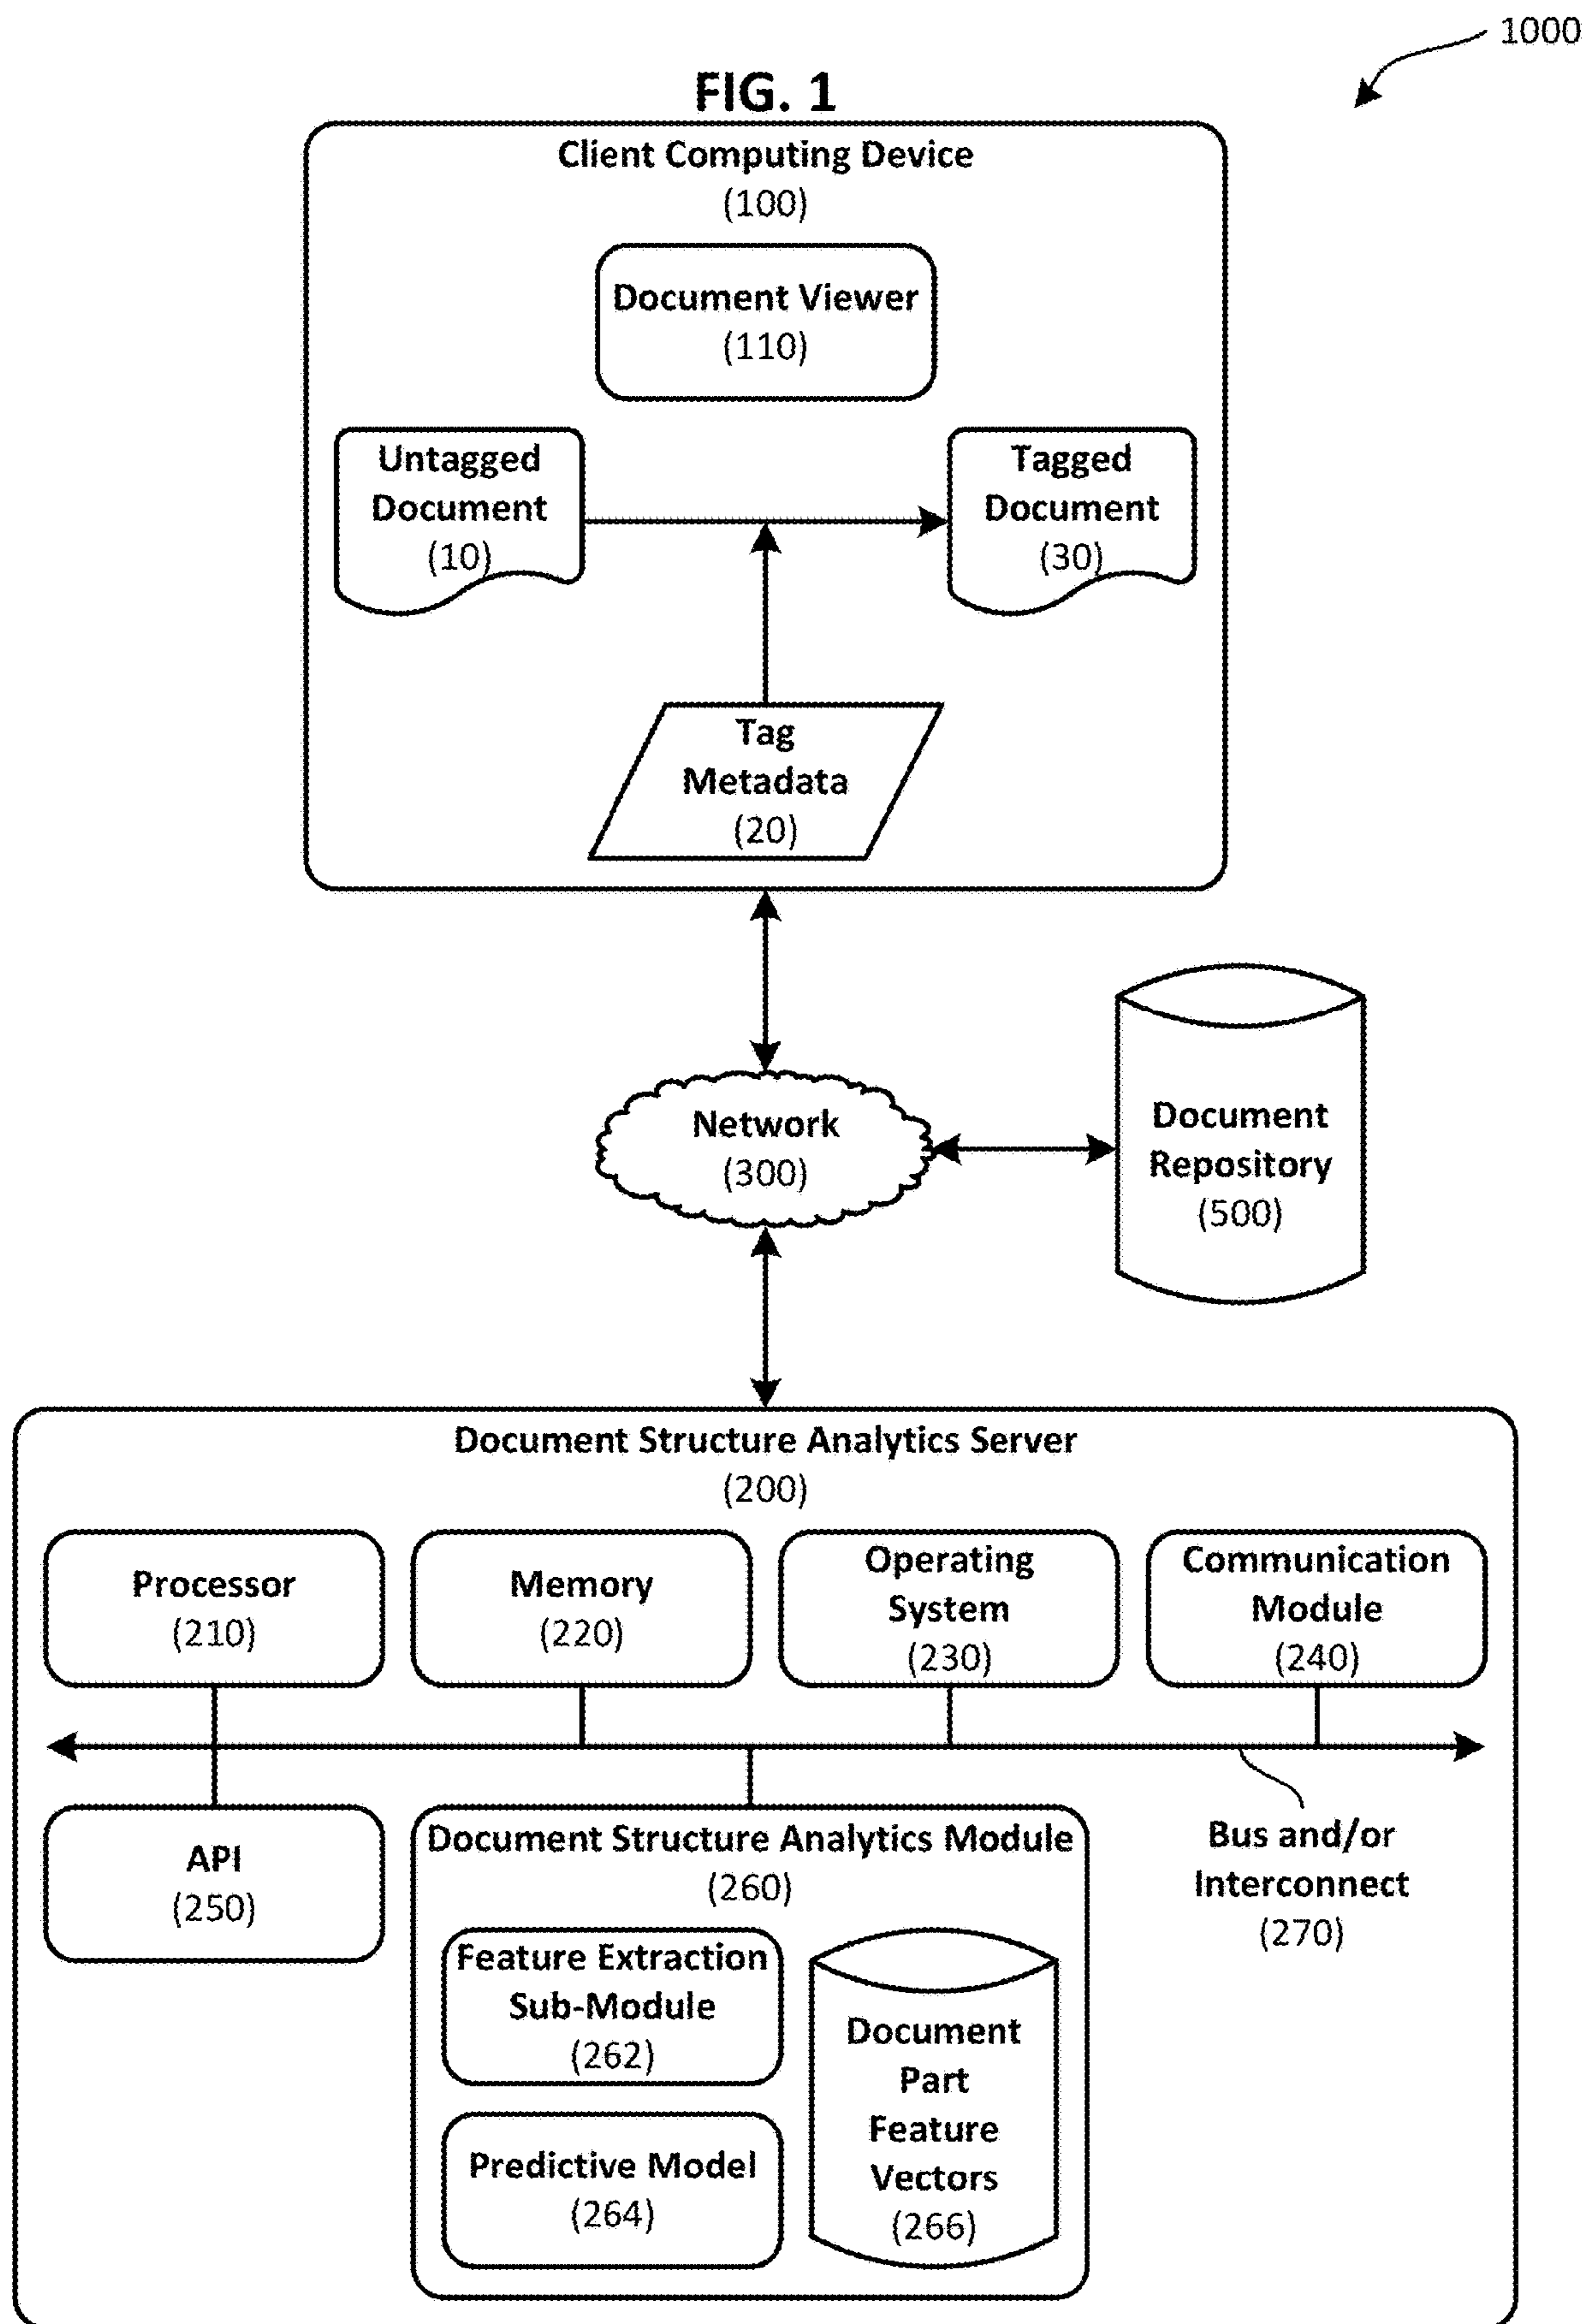 1000
FIG. 1
Client Computing Device
(100)
Document Viewer
(110)
Untagged
Document
(10)
Tagged
Document
(30)
Tag
Metadata
(20)
Network
(300)
Document
Repository
(500)
Document Structure Analytics Server
(200)
Processor
(210)
Memory
(220)
Operating
System
(230)
Communication
Module
(240)
API
(250)
Document Structure Analytics Module
(260)
Feature Extraction
Sub-Module
(262)
Predictive Model
(264)
Document
Part
Feature
Vectors
(266)
Bus and/or
Interconnect
(270)